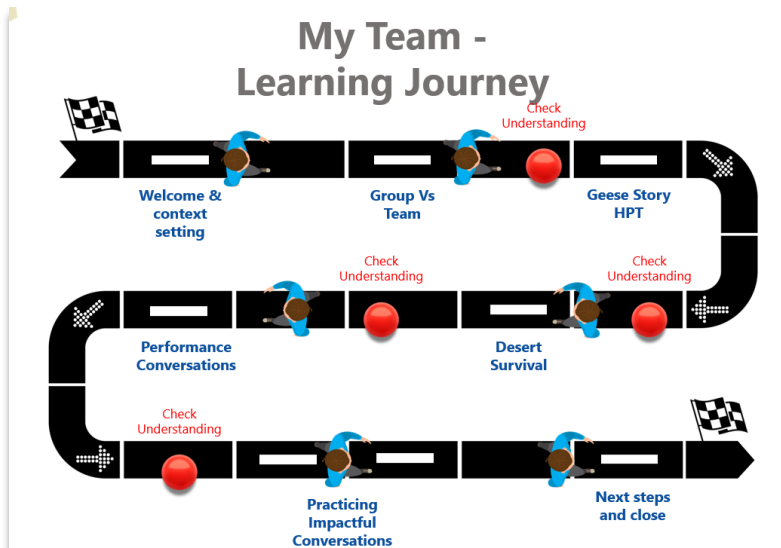 My Team -
Learning Journey
Check
Understanding
Welcome &
context
setting
Group Vs
Team
Geese Story
HPT
Check
Understanding
Check
Understanding
Performance
Conversations
Desert
Survival
Check
Understanding
Practicing
Impactful
Conversations
Next steps
and close